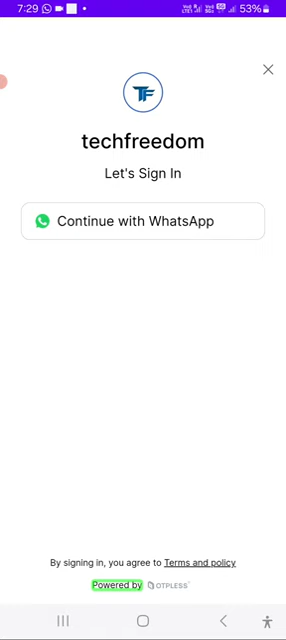 7:29
53%
TF
techfreedom
Let's Sign In
Continue with WhatsApp
By signing in, you agree to Terms and policy
Powered by OTPLESS